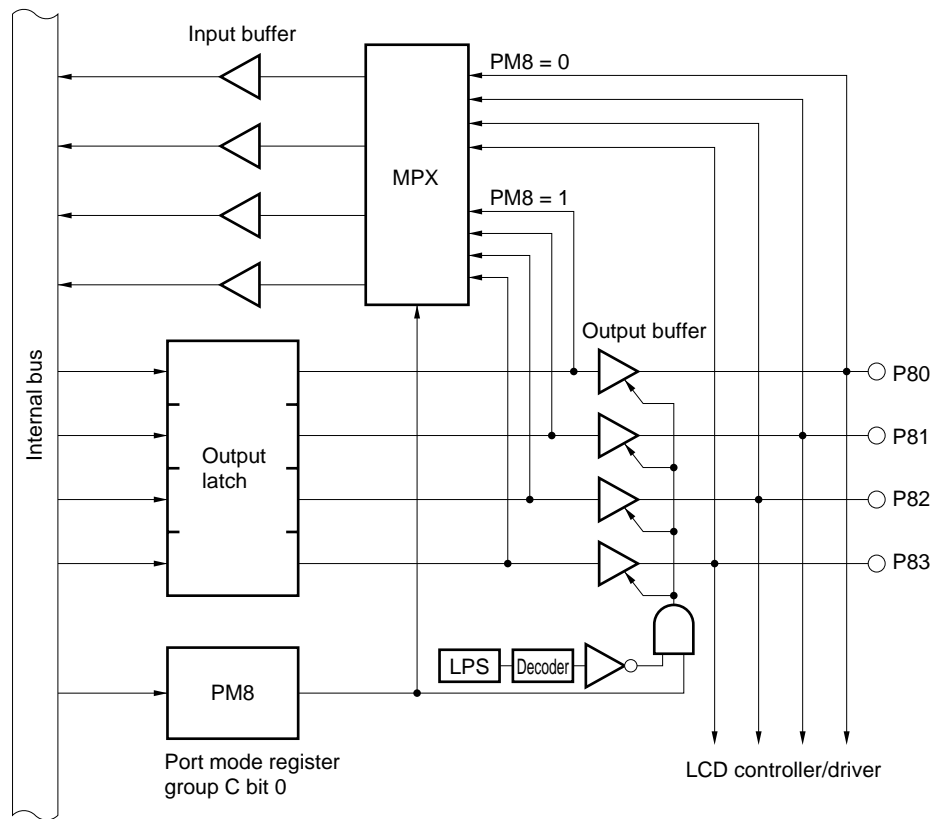 Input buffer
PM8 = 0
MPX
PM8 = 1
Output buffer
Internal bus
P80
P81
Output
latch
P82
P83
LPS
Decoder
PM8
Port mode register
group C bit 0
LCD controller/driver